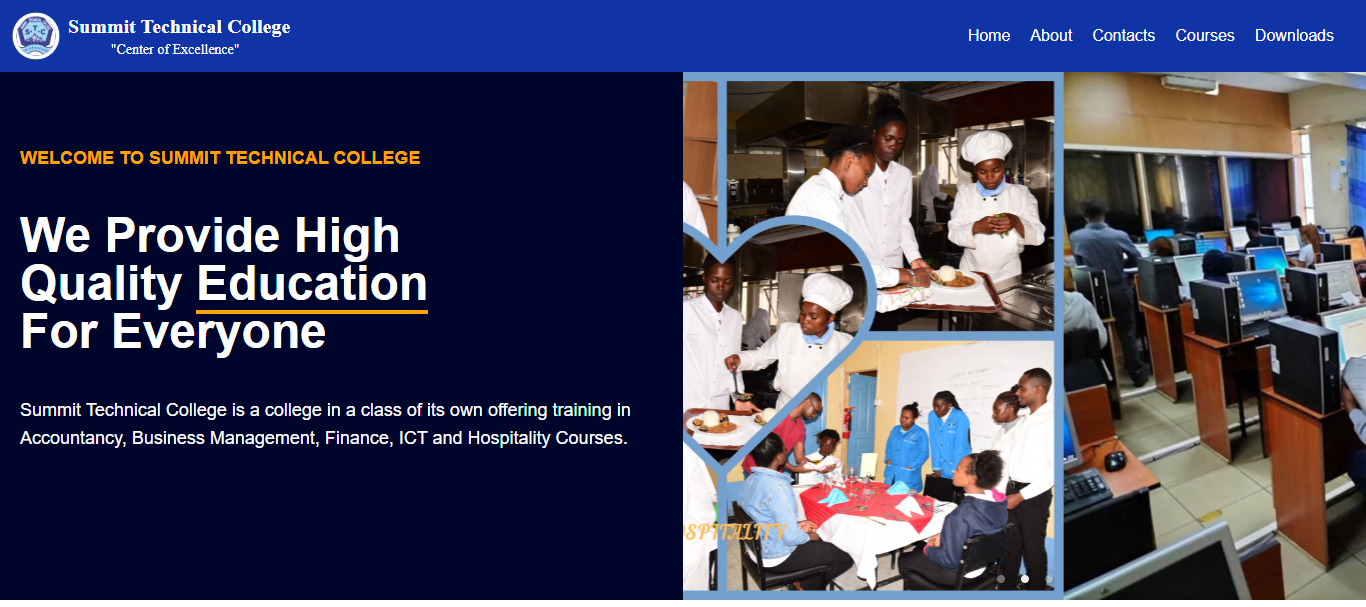 Summit Technical College
"Center of Excellence"
Home About Contacts Courses Downloads
WELCOME TO SUMMIT TECHNICAL COLLEGE
We Provide High
Quality Education
For Everyone
Summit Technical College is a college in a class of its own offering training in
Accountancy, Business Management, Finance, ICT and Hospitality Courses.